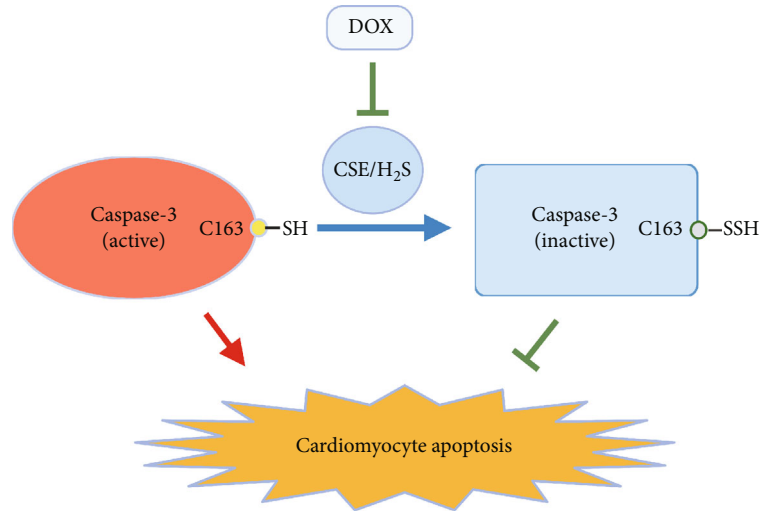 DOX
CSE/H₂S
Caspase-3
(active)
C163
SH
Caspase-3
(inactive)
C163
SSH
Cardiomyocyte apoptosis